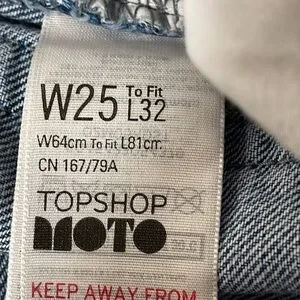 W25 To Fit L32
W64cm To Fit L81cm
CN 167/79A
TOPSHOP
MOTO
KEEP AWAY FROM